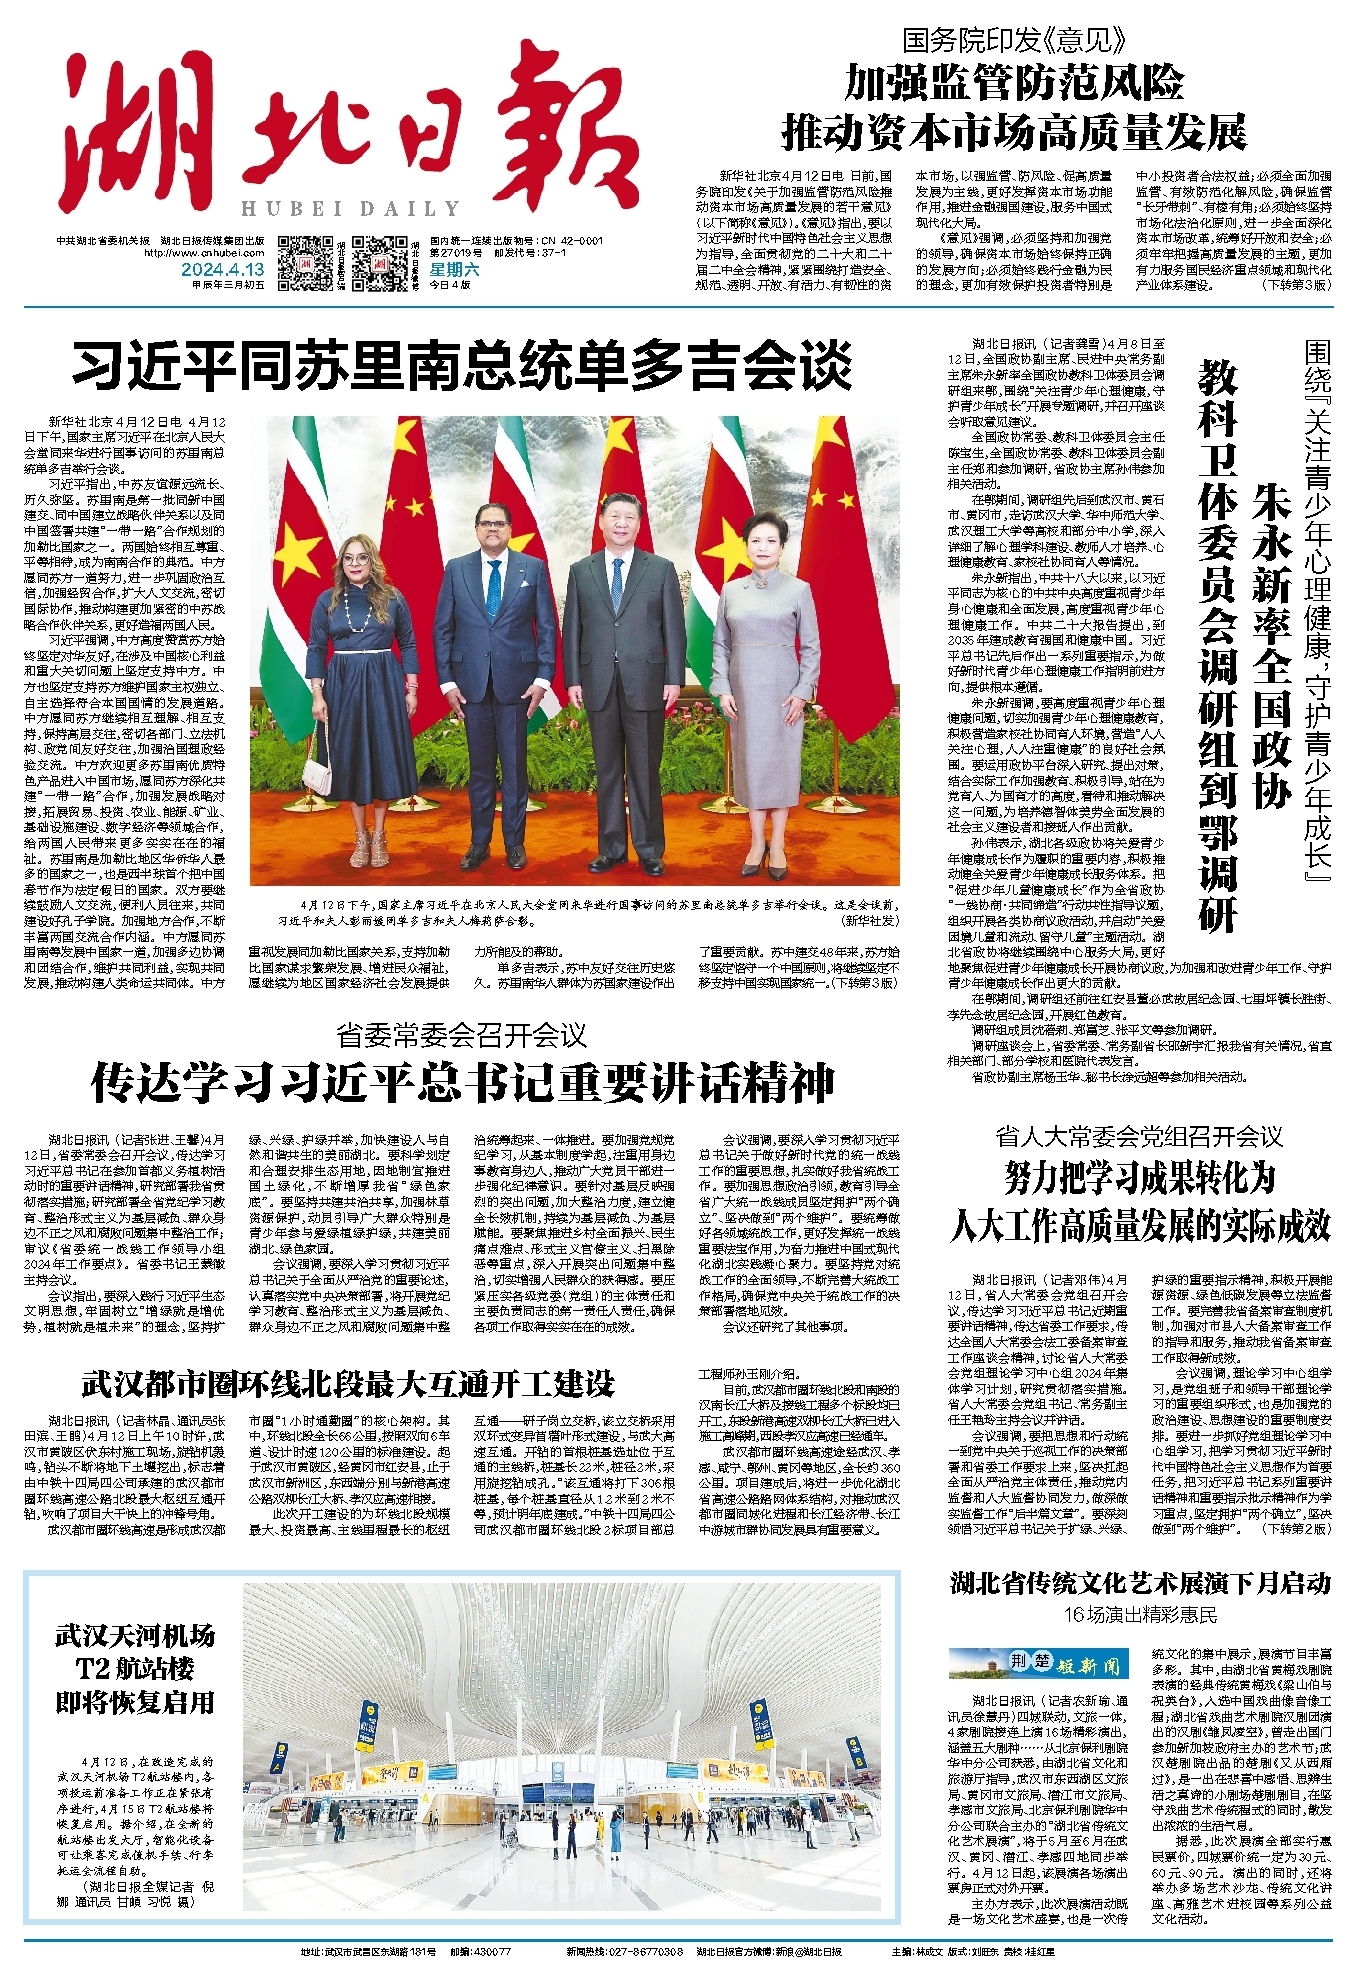 湖北日報
HUBEI DAILY
中共湖北省委机关报 湖北日报传媒集团出版
http://www.cnhubei.com
2024.4.13
甲辰年三月初五
国内统一连续出版物号：CN 42-0001
第27019号 邮发代号：37-1
星期六
今日4版
国务院印发《意见》
加强监管防范风险
推动资本市场高质量发展
新华社北京4月12日电 日前，国
务院印发《关于加强监管防范风险推
动资本市场高质量发展的若干意见》
（以下简称《意见》）。《意见》指出，要以
习近平新时代中国特色社会主义思想
为指导，全面贯彻党的二十大和二十
届二中全会精神，紧紧围绕打造安全、
规范、透明、开放、有活力、有韧性的资
本市场，以强监管、防风险、促高质量
发展为主线，更好发挥资本市场功能
作用，推进金融强国建设，服务中国式
现代化大局。
《意见》强调，必须坚持和加强党
的领导，确保资本市场始终保持正确
的发展方向；必须始终践行金融为民
的理念，更加有效保护投资者特别是
中小投资者合法权益；必须全面加强
监管、有效防范化解风险，确保监管
“长牙带刺”、有棱有角；必须始终坚持
市场化法治化原则，进一步全面深化
资本市场改革，统筹好开放和安全；必
须牢牢把握高质量发展的主题，更加
有力服务国民经济重点领域和现代化
产业体系建设。 （下转第3版）
习近平同苏里南总统单多吉会谈
新华社北京4月12日电 4月12
日下午，国家主席习近平在北京人民大
会堂同来华进行国事访问的苏里南总
统单多吉举行会谈。
习近平指出，中苏友谊源远流长、
历久弥坚。苏里南是第一批同新中国
建交、同中国建立战略伙伴关系以及同
中国签署共建“一带一路”合作规划的
加勒比国家之一。两国始终相互尊重、
平等相待，成为南南合作的典范。中方
愿同苏方一道努力，进一步巩固政治互
信，加强经贸合作，扩大人文交流，密切
国际协作，推动构建更加紧密的中苏战
略合作伙伴关系，更好造福两国人民。
习近平强调，中方高度赞赏苏方始
终坚定对华友好，在涉及中国核心利益
和重大关切问题上坚定支持中方。中
方也坚定支持苏方维护国家主权独立、
自主选择符合本国国情的发展道路。
中方愿同苏方继续相互理解、相互支
持，保持高层交往，密切各部门、立法机
构、政党间友好交往，加强治国理政经
验交流。中方欢迎更多苏里南优质特
色产品进入中国市场，愿同苏方深化共
建“一带一路”合作，加强发展战略对
接，拓展贸易、投资、农业、能源、矿业、
基础设施建设、数字经济等领域合作，
给两国人民带来更多实实在在的福
祉。苏里南是加勒比地区华侨华人最
多的国家之一，也是西半球首个把中国
春节作为法定假日的国家。双方要继
续鼓励人文交流，便利人员往来，共同
建设好孔子学院。加强地方合作，不断
丰富两国交流合作内涵。中方愿同苏
里南等发展中国家一道，加强多边协调
和团结合作，维护共同利益，实现共同
发展，推动构建人类命运共同体。中方
4月12日下午，国家主席习近平在北京人民大会堂同来华进行国事访问的苏里南总统单多吉举行会谈。这是会谈前，
习近平和夫人彭丽媛同单多吉和夫人梅莉萨合影。 （新华社发）
重视发展同加勒比国家关系，支持加勒
比国家谋求繁荣发展、增进民众福祉，
愿继续为地区国家经济社会发展提供
力所能及的帮助。
单多吉表示，苏中友好交往历史悠
久。苏里南华人群体为苏国家建设作出
了重要贡献。苏中建交48年来，苏方始
终坚定恪守一个中国原则，将继续坚定不
移支持中国实现国家统一。（下转第3版）
围绕『关注青少年心理健康，守护青少年成长』
朱永新率全国政协
教科卫体委员会调研组到鄂调研
湖北日报讯（记者龚雪）4月8日至
12日，全国政协副主席、民进中央常务副
主席朱永新率全国政协教科卫体委员会调
研组来鄂，围绕“关注青少年心理健康，守
护青少年成长”开展专题调研，并召开座谈
会听取意见建议。
全国政协常委、教科卫体委员会主任
陈宝生，全国政协常委、教科卫体委员会副
主任郑和参加调研，省政协主席孙伟参加
相关活动。
在鄂期间，调研组先后到武汉市、黄石
市、黄冈市，走访武汉大学、华中师范大学、
武汉理工大学等高校和部分中小学，深入
详细了解心理学科建设、教师人才培养、心
理健康教育、家校社协同育人等情况。
朱永新指出，中共十八大以来，以习近
平同志为核心的中共中央高度重视青少年
身心健康和全面发展，高度重视青少年心
理健康工作。中共二十大报告提出，到
2035年建成教育强国和健康中国。习近
平总书记先后作出一系列重要指示，为做
好新时代青少年心理健康工作指明前进方
向，提供根本遵循。
朱永新强调，要高度重视青少年心理
健康问题，切实加强青少年心理健康教育，
积极营造家校社协同育人环境，营造“人人
关注心理，人人注重健康”的良好社会氛
围。要运用政协平台深入研究、提出对策，
结合实际工作加强教育、积极引导，站在为
党育人、为国育才的高度，看待和推动解决
这一问题，为培养德智体美劳全面发展的
社会主义建设者和接班人作出贡献。
孙伟表示，湖北各级政协将关爱青少
年健康成长作为履职的重要内容，积极推
动健全关爱青少年健康成长服务体系。把
“促进少年儿童健康成长”作为全省政协
“一线协商·共同缔造”行动共性指导议题，
组织开展各类协商议政活动，并启动“关爱
困境儿童和流动、留守儿童”主题活动。湖
北省政协将继续围绕中心服务大局，更好
地聚焦促进青少年健康成长开展协商议政，为加强和改进青少年工作、守护
青少年健康成长作出更大的贡献。
在鄂期间，调研组还前往红安县董必武故居纪念园、七里坪镇长胜街、
李先念故居纪念园，开展红色教育。
调研组成员沈蓓莉、郑富芝、张平文等参加调研。
调研座谈会上，省委常委、常务副省长邵新宇汇报我省有关情况，省直
相关部门、部分学校和医院代表发言。
省政协副主席杨玉华、秘书长涂远超等参加相关活动。
省委常委会召开会议
传达学习习近平总书记重要讲话精神
湖北日报讯（记者张进、王馨）4月
12日，省委常委会召开会议，传达学习
习近平总书记在参加首都义务植树活
动时的重要讲话精神，研究部署我省贯
彻落实措施；研究部署全省党纪学习教
育、整治形式主义为基层减负、群众身
边不正之风和腐败问题集中整治工作；
审议《省委统一战线工作领导小组
2024年工作要点》。省委书记王蒙徽
主持会议。
会议指出，要深入践行习近平生态
文明思想，牢固树立“增绿就是增优
势，植树就是植未来”的理念，坚持扩
绿、兴绿、护绿并举，加快建设人与自
然和谐共生的美丽湖北。要科学划定
和合理安排生态用地，因地制宜推进
国土绿化，不断增厚我省“绿色家
底”。要坚持共建共治共享，加强林草
资源保护，动员引导广大群众特别是
青少年参与爱绿植绿护绿，共建美丽
湖北、绿色家园。
会议强调，要深入学习贯彻习近平
总书记关于全面从严治党的重要论述，
认真落实党中央决策部署，将开展党纪
学习教育、整治形式主义为基层减负、
群众身边不正之风和腐败问题集中整
治统筹起来、一体推进。要加强党规党
纪学习，从基本制度学起，注重用身边
事教育身边人，推动广大党员干部进一
步强化纪律意识。要针对基层反映强
烈的突出问题，加大整治力度，建立健
全长效机制，持续为基层减负、为基层
赋能。要聚焦推进乡村全面振兴、民生
痛点难点、形式主义官僚主义、扫黑除
恶等重点，深入开展突出问题集中整
治，切实增强人民群众的获得感。要压
紧压实各级党委（党组）的主体责任和
主要负责同志的第一责任人责任，确保
各项工作取得实实在在的成效。
会议强调，要深入学习贯彻习近平
总书记关于做好新时代党的统一战线
工作的重要思想，扎实做好我省统战工
作。要加强思想政治引领，教育引导全
省广大统一战线成员坚定拥护“两个确
立”、坚决做到“两个维护”。要统筹做
好各领域统战工作，更好发挥统一战线
重要法宝作用，为奋力推进中国式现代
化湖北实践凝心聚力。要坚持党对统
战工作的全面领导，不断完善大统战工
作格局，确保党中央关于统战工作的决
策部署落地见效。
会议还研究了其他事项。
省人大常委会党组召开会议
努力把学习成果转化为
人大工作高质量发展的实际成效
湖北日报讯（记者邓伟）4月
12日，省人大常委会党组召开会
议，传达学习习近平总书记近期重
要讲话精神，传达省委工作要求，传
达全国人大常委会法工委备案审查
工作座谈会精神，讨论省人大常委
会党组理论学习中心组2024年集
体学习计划，研究贯彻落实措施。
省人大常委会党组书记、常务副主
任王艳玲主持会议并讲话。
会议强调，要把思想和行动统
一到党中央关于巡视工作的决策部
署和省委工作要求上来，坚决扛起
全面从严治党主体责任，推动党内
监督和人大监督协同发力，做深做
实监督工作“后半篇文章”。要深刻
领悟习近平总书记关于扩绿、兴绿、
护绿的重要指示精神，积极开展能
源资源、绿色低碳发展等立法监督
工作。要完善我省备案审查制度机
制，加强对市县人大备案审查工作
的指导和服务，推动我省备案审查
工作取得新成效。
会议强调，理论学习中心组学
习，是党组班子和领导干部理论学
习的重要组织形式，也是加强党的
政治建设、思想建设的重要制度安
排。要进一步抓好党组理论学习中
心组学习，把学习贯彻习近平新时
代中国特色社会主义思想作为首要
任务，把习近平总书记系列重要讲
话精神和重要指示批示精神作为学
习重点，坚定拥护“两个确立”，坚决
做到“两个维护”。 （下转第2版）
武汉都市圈环线北段最大互通开工建设
湖北日报讯（记者林晶、通讯员张
田滨、王鹤）4月12日上午10时许，武
汉市黄陂区伏东村施工现场，旋钻机轰
鸣，钻头不断将地下土壤挖出，标志着
由中铁十四局四公司承建的武汉都市
圈环线高速公路北段最大枢纽互通开
钻，吹响了项目大干快上的冲锋号角。
武汉都市圈环线高速是形成武汉都
市圈“1小时通勤圈”的核心架构。其
中，环线北段全长66公里，按照双向6车
道、设计时速120公里的标准建设。起
于武汉市黄陂区，经黄冈市红安县，止于
武汉市新洲区，东西端分别与新港高速
公路双柳长江大桥、孝汉应高速相接。
此次开工建设的为环线北段规模
最大、投资最高、主线里程最长的枢纽
互通——研子岗立交桥，该立交桥采用
双环式变异苜蓿叶形式建设，与武大高
速互通。开钻的首根桩基选址位于互
通的主线桥，桩基长22米，桩径2米，采
用旋挖钻成孔。“该互通将打下306根
桩基，每个桩基直径从1.2米到2米不
等，预计明年底建成。”中铁十四局四公
司武汉都市圈环线北段2标项目部总
工程师孙玉刚介绍。
目前，武汉都市圈环线北段和南段的
汉南长江大桥及接线工程多个标段均已
开工，东段新港高速双柳长江大桥已进入
施工高峰期，西段孝汉应高速已经通车。
武汉都市圈环线高速途经武汉、孝
感、咸宁、鄂州、黄冈等地区，全长约360
公里。项目建成后，将进一步优化湖北
省高速公路路网体系结构，对推动武汉
都市圈同城化进程和长江经济带、长江
中游城市群协同发展具有重要意义。
武汉天河机场
T2航站楼
即将恢复启用
4月12日，在改造完成的
武汉天河机场T2航站楼内，各
项投运前准备工作正在紧张有
序进行，4月15日T2航站楼将
恢复启用。据介绍，在全新的
航站楼出发大厅，智能化设备
可让乘客完成值机手续、行李
托运全流程自助。
（湖北日报全媒记者 倪
娜 通讯员 甘頔 习悦 摄）
湖北省传统文化艺术展演下月启动
16场演出精彩惠民
荆楚短新闻
湖北日报讯（记者农新瑜、通
讯员徐慧丹）四城联动，文旅一体，
4家剧院接连上演16场精彩演出，
涵盖五大剧种……从北京保利剧院
华中分公司获悉，由湖北省文化和
旅游厅指导，武汉市东西湖区文旅
局、黄冈市文旅局、潜江市文旅局、
孝感市文旅局、北京保利剧院华中
分公司联合主办的“湖北省传统文
化艺术展演”，将于5月至6月在武
汉、黄冈、潜江、孝感四地同步举
行。4月12日起，该展演各场演出
票房正式对外开票。
主办方表示，此次展演活动既
是一场文化艺术盛宴，也是一次传
统文化的集中展示，展演节目丰富
多彩。其中，由湖北省黄梅戏剧院
表演的经典传统黄梅戏《梁山伯与
祝英台》，入选中国戏曲像音像工
程；湖北省戏曲艺术剧院汉剧团演
出的汉剧《雏凤凌空》，曾走出国门
参加新加坡政府主办的艺术节；武
汉楚剧院出品的楚剧《又从西厢
过》，是一出在悲喜中感悟、思辨生
活之真谛的小剧场楚剧剧目，在坚
守戏曲艺术传统程式的同时，散发
出浓浓的生活气息。
据悉，此次展演全部实行惠
民票价，四城票价统一定为30元、
60元、90元。演出的同时，还将
举办多场艺术沙龙、传统文化讲
座、高雅艺术进校园等系列公益
文化活动。
地址：武汉市武昌区东湖路181号 邮编：430077 新闻热线：027-86770308 湖北日报官方微博：新浪@湖北日报 主编：林成文 版式：刘旺东 责校：桂红星